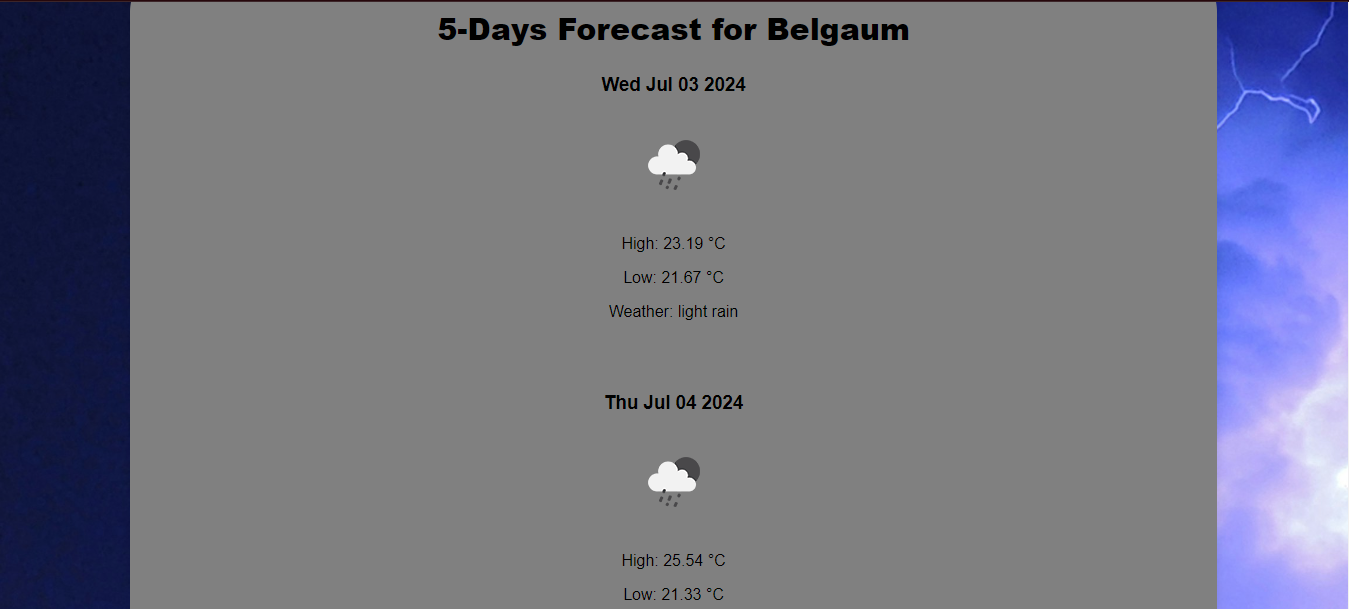 5-Days Forecast for Belgaum
Wed Jul 03 2024
High: 23.19 °C
Low: 21.67 °C
Weather: light rain
Thu Jul 04 2024
High: 25.54 °C
Low: 21.33 °C